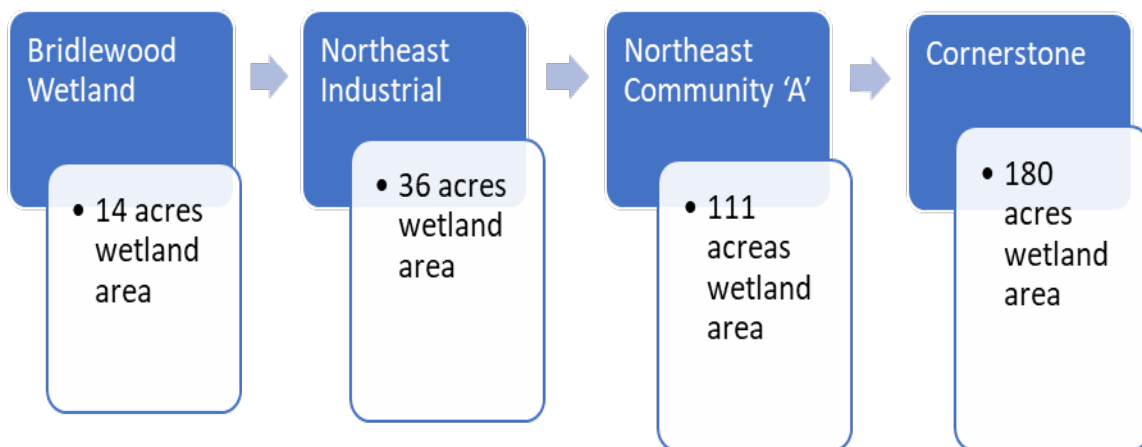 Bridlewood
Wetland
• 14 acres
wetland
area
Northeast
Industrial
• 36 acres
wetland
area
Northeast
Community ‘A’
• 111
acreas
wetland
area
Cornerstone
• 180
acres
wetland
area